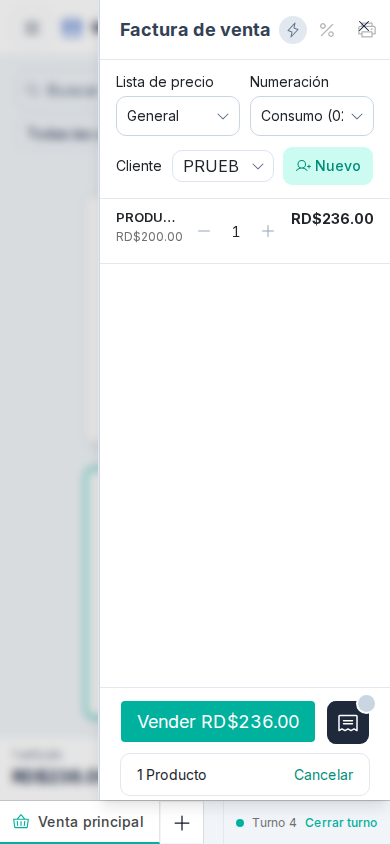 Factura de venta
Lista de precio
Numeración
General
Consumo (0
Cliente
PRUEB
Nuevo
PRODU...
RD$200.00
1
RD$236.00
Vender RD$236.00
1 Producto
Cancelar
Venta principal
Turno 4
Cerrar turno